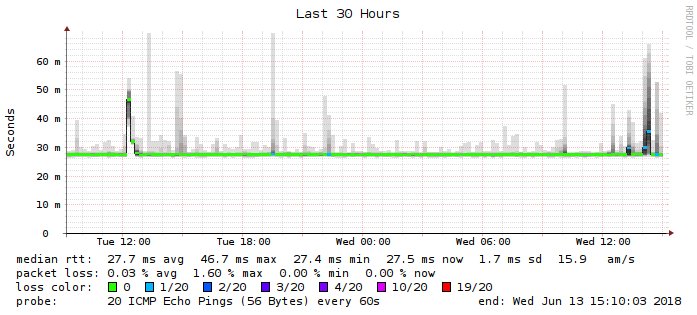 Last 30 Hours
RRDTOOL / TOBI OETIKER
Seconds
60 m
50 m
40 m
30 m
20 m
10 m
0
Tue 12:00 Tue 18:00 Wed 00:00 Wed 06:00 Wed 12:00
median rtt: 27.7 ms avg 46.7 ms max 27.4 ms min 27.5 ms now 1.7 ms sd 15.9 am/s
packet loss: 0.03 % avg 1.60 % max 0.00 % min 0.00 % now
loss color: 0 1/20 2/20 3/20 4/20 10/20 19/20
probe: 20 ICMP Echo Pings (56 Bytes) every 60s end: Wed Jun 13 15:10:03 2018